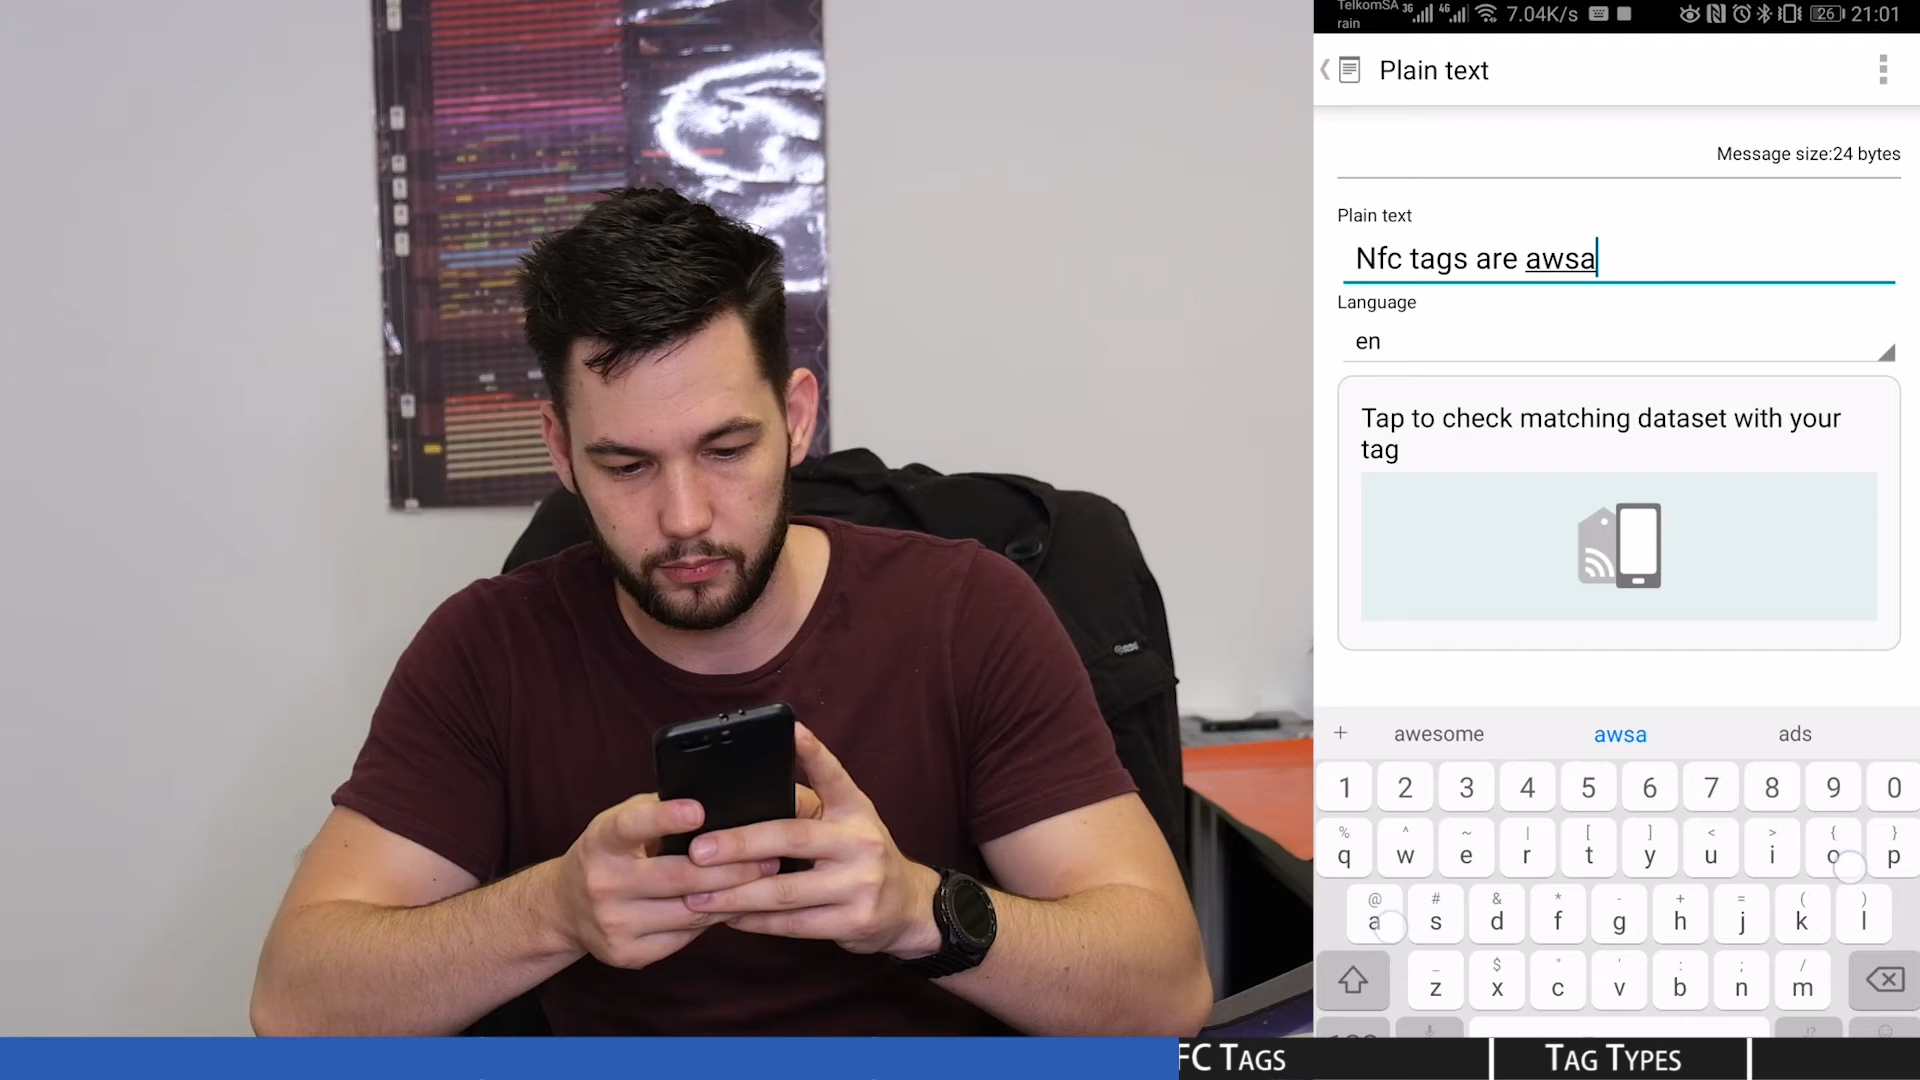 TelkomSA 3G 4G 7.04K/s 26 21:01
rain
Plain text
Message size:24 bytes
Plain text
Nfc tags are awsa
Language
en
Tap to check matching dataset with your
tag
+ awesome awsa ads
1 2 3 4 5 6 7 8 9 0
% ^ ~ | [ ] < > { }
q w e r t y u i o p
@ # & * - + = ( )
a s d f g h j k l
_ $ " ' : ; /
z x c v b n m
!?
FC TAGS TAG TYPES